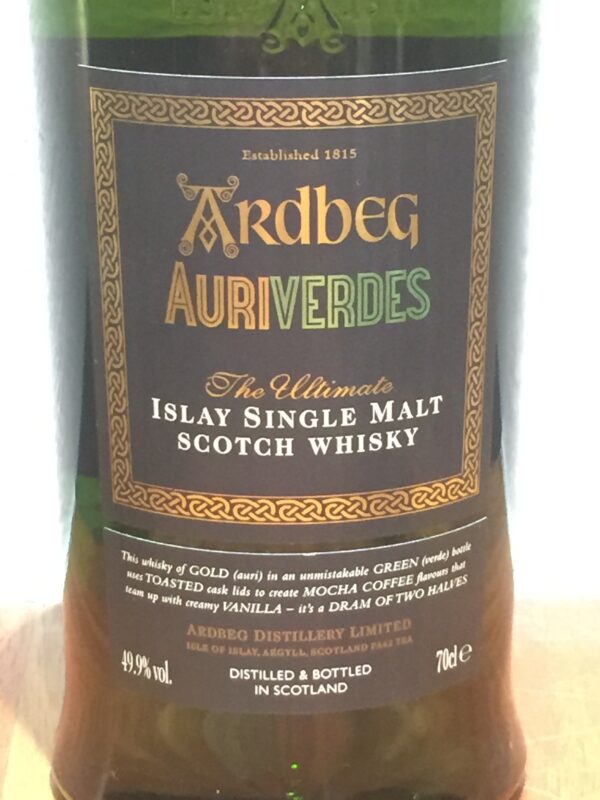 Established 1815
ARDBEG
AURIVERDES
The Ultimate
ISLAY SINGLE MALT
SCOTCH WHISKY
This whisky of GOLD (auri) in an unmistakable GREEN (verde) bottle
uses TOASTED cask lids to create MOCHA COFFEE flavours that
team up with creamy VANILLA – it's a DRAM OF TWO HALVES
ARDBEG DISTILLERY LIMITED
ISLE OF ISLAY, ARGYLL, SCOTLAND PA42 7EA
49.9% vol.
DISTILLED & BOTTLED
IN SCOTLAND
70cl e